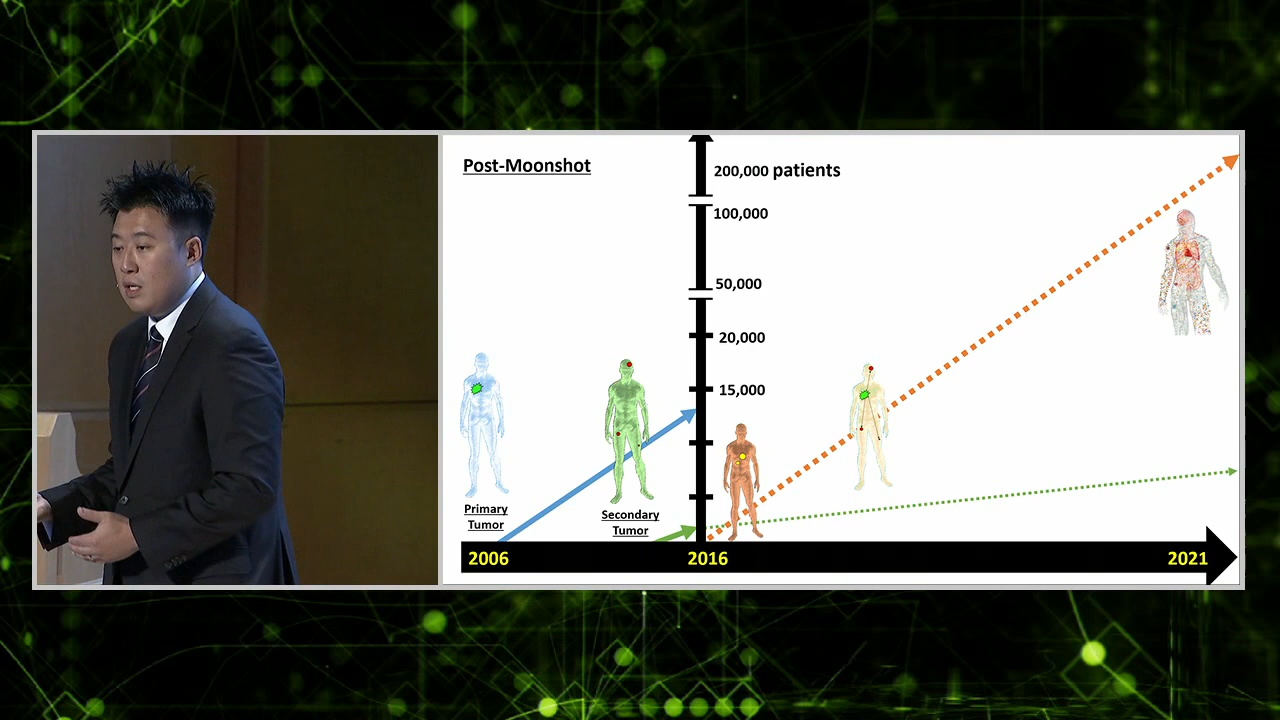 Post-Moonshot
200,000 patients
100,000
50,000
20,000
15,000
Primary
Tumor
Secondary
Tumor
2006
2016
2021